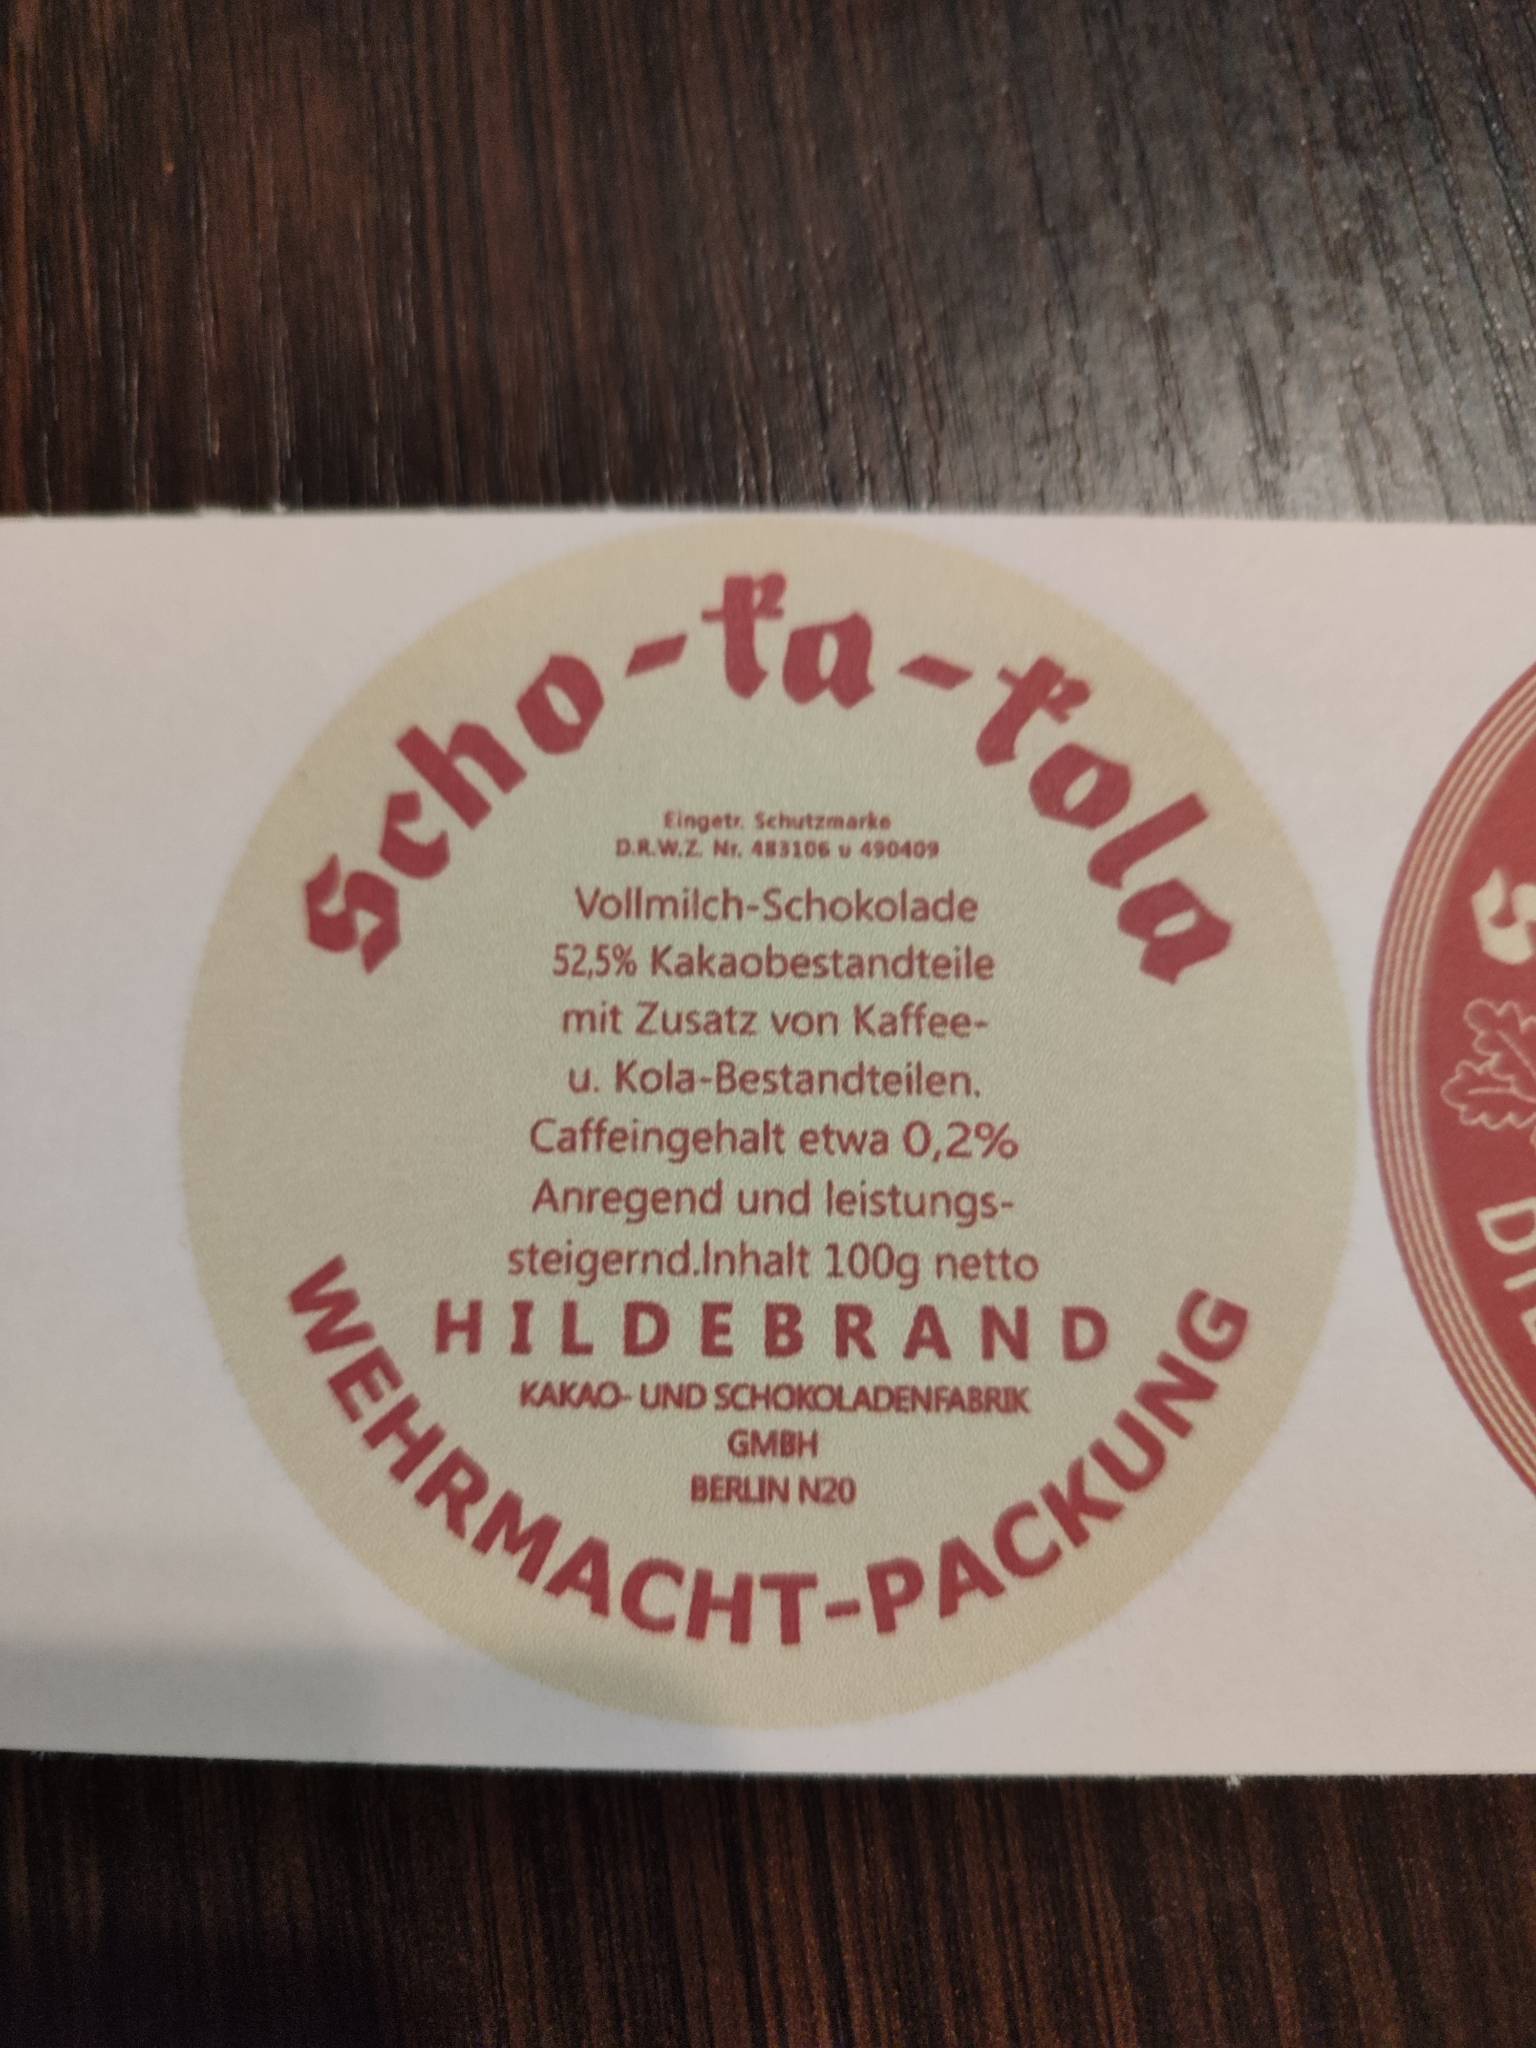 Scho-ka-kola
Eingetr. Schutzmarke
D.R.W.Z. Nr. 483106 u 490409
Vollmilch-Schokolade
52,5% Kakaobestandteile
mit Zusatz von Kaffee-
u. Kola-Bestandteilen.
Caffeingehalt etwa 0,2%
Anregend und leistungs-
steigernd.Inhalt 100g netto
HILDEBRAND
KAKAO- UND SCHOKOLADENFABRIK
GMBH
BERLIN N20
WEHRMACHT-PACKUNG